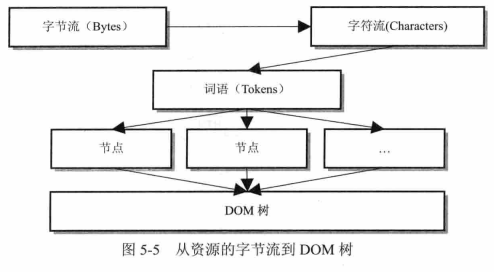 字节流（Bytes）
字符流(Characters)
词语（Tokens）
节点
节点
…
DOM 树
图 5-5 从资源的字节流到 DOM 树